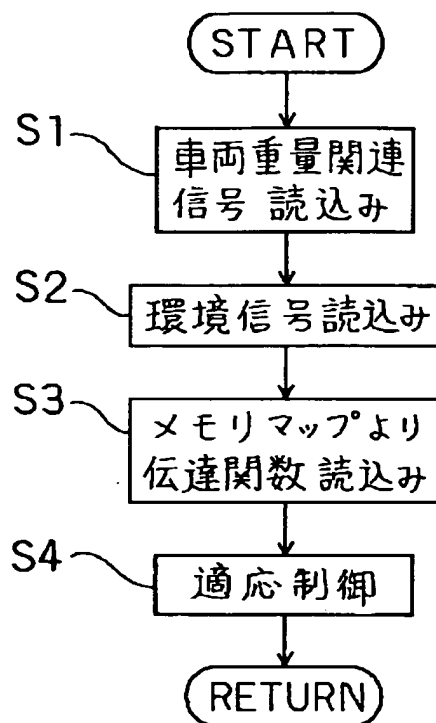 START
S1
車両重量関連
信号読込み
S2
環境信号読込み
S3
メモリマップより
伝達関数読込み
S4
適応制御
RETURN